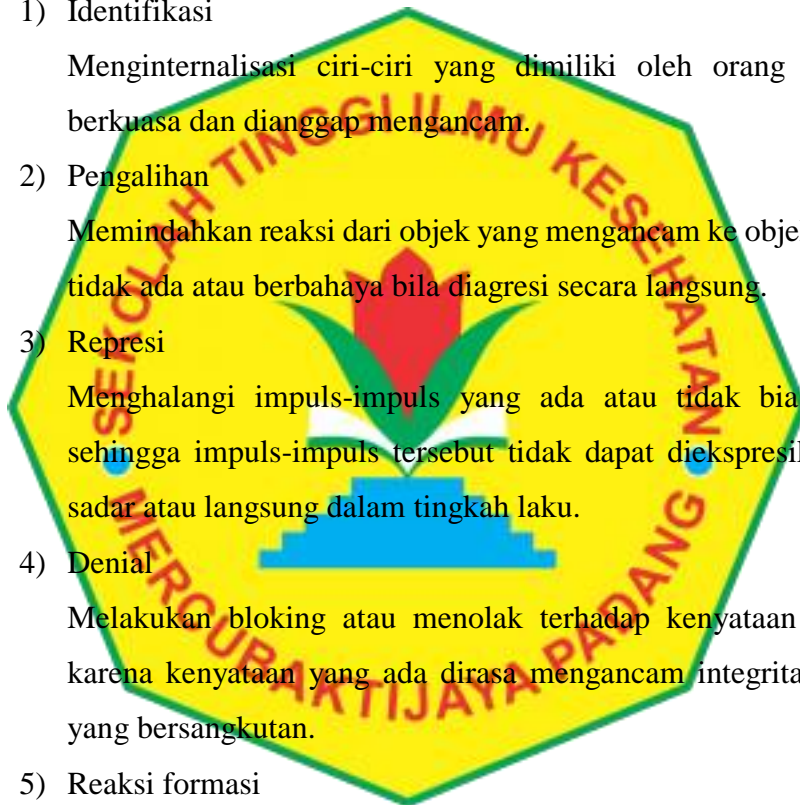 1) Identifikasi
Menginternalisasi ciri-ciri yang dimiliki oleh orang
berkuasa dan dianggap mengancam.
2) Pengalihan
Memindahkan reaksi dari objek yang mengancam ke obje
tidak ada atau berbahaya bila diagresi secara langsung.
3) Represi
Menghalangi impuls-impuls yang ada atau tidak bia
sehingga impuls-impuls tersebut tidak dapat diekspresi
sadar atau langsung dalam tingkah laku.
4) Denial
Melakukan bloking atau menolak terhadap kenyataan
karena kenyataan yang ada dirasa mengancam integrita
yang bersangkutan.
5) Reaksi formasi
SEKOLAH TINGGI ILMU KESEHATAN
MERCUBAKTIJAYA PADANG